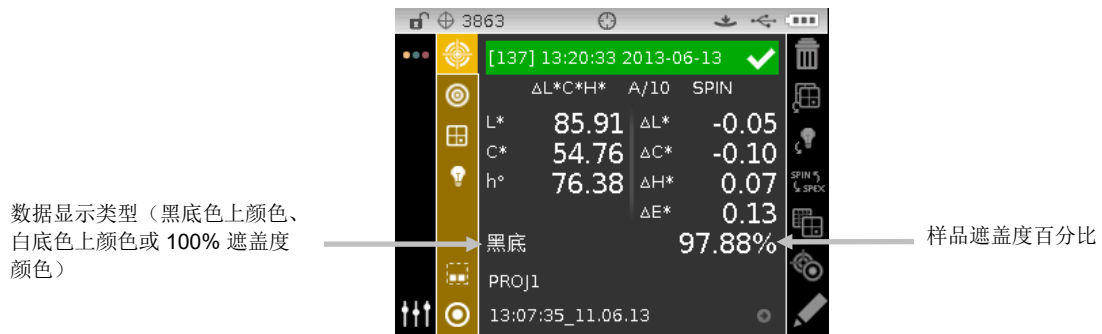 3863
[137] 13:20:33 2013-06-13
ΔL*C*H* A/10 SPIN
L* 85.91 ΔL* -0.05
C* 54.76 ΔC* -0.10
h° 76.38 ΔH* 0.07
ΔE* 0.13
黑底 97.88%
PROJ1
13:07:35_11.06.13
SPIN
SPEX
数据显示类型（黑底色上颜色、
白底色上颜色或 100% 遮盖度
颜色）
样品遮盖度百分比